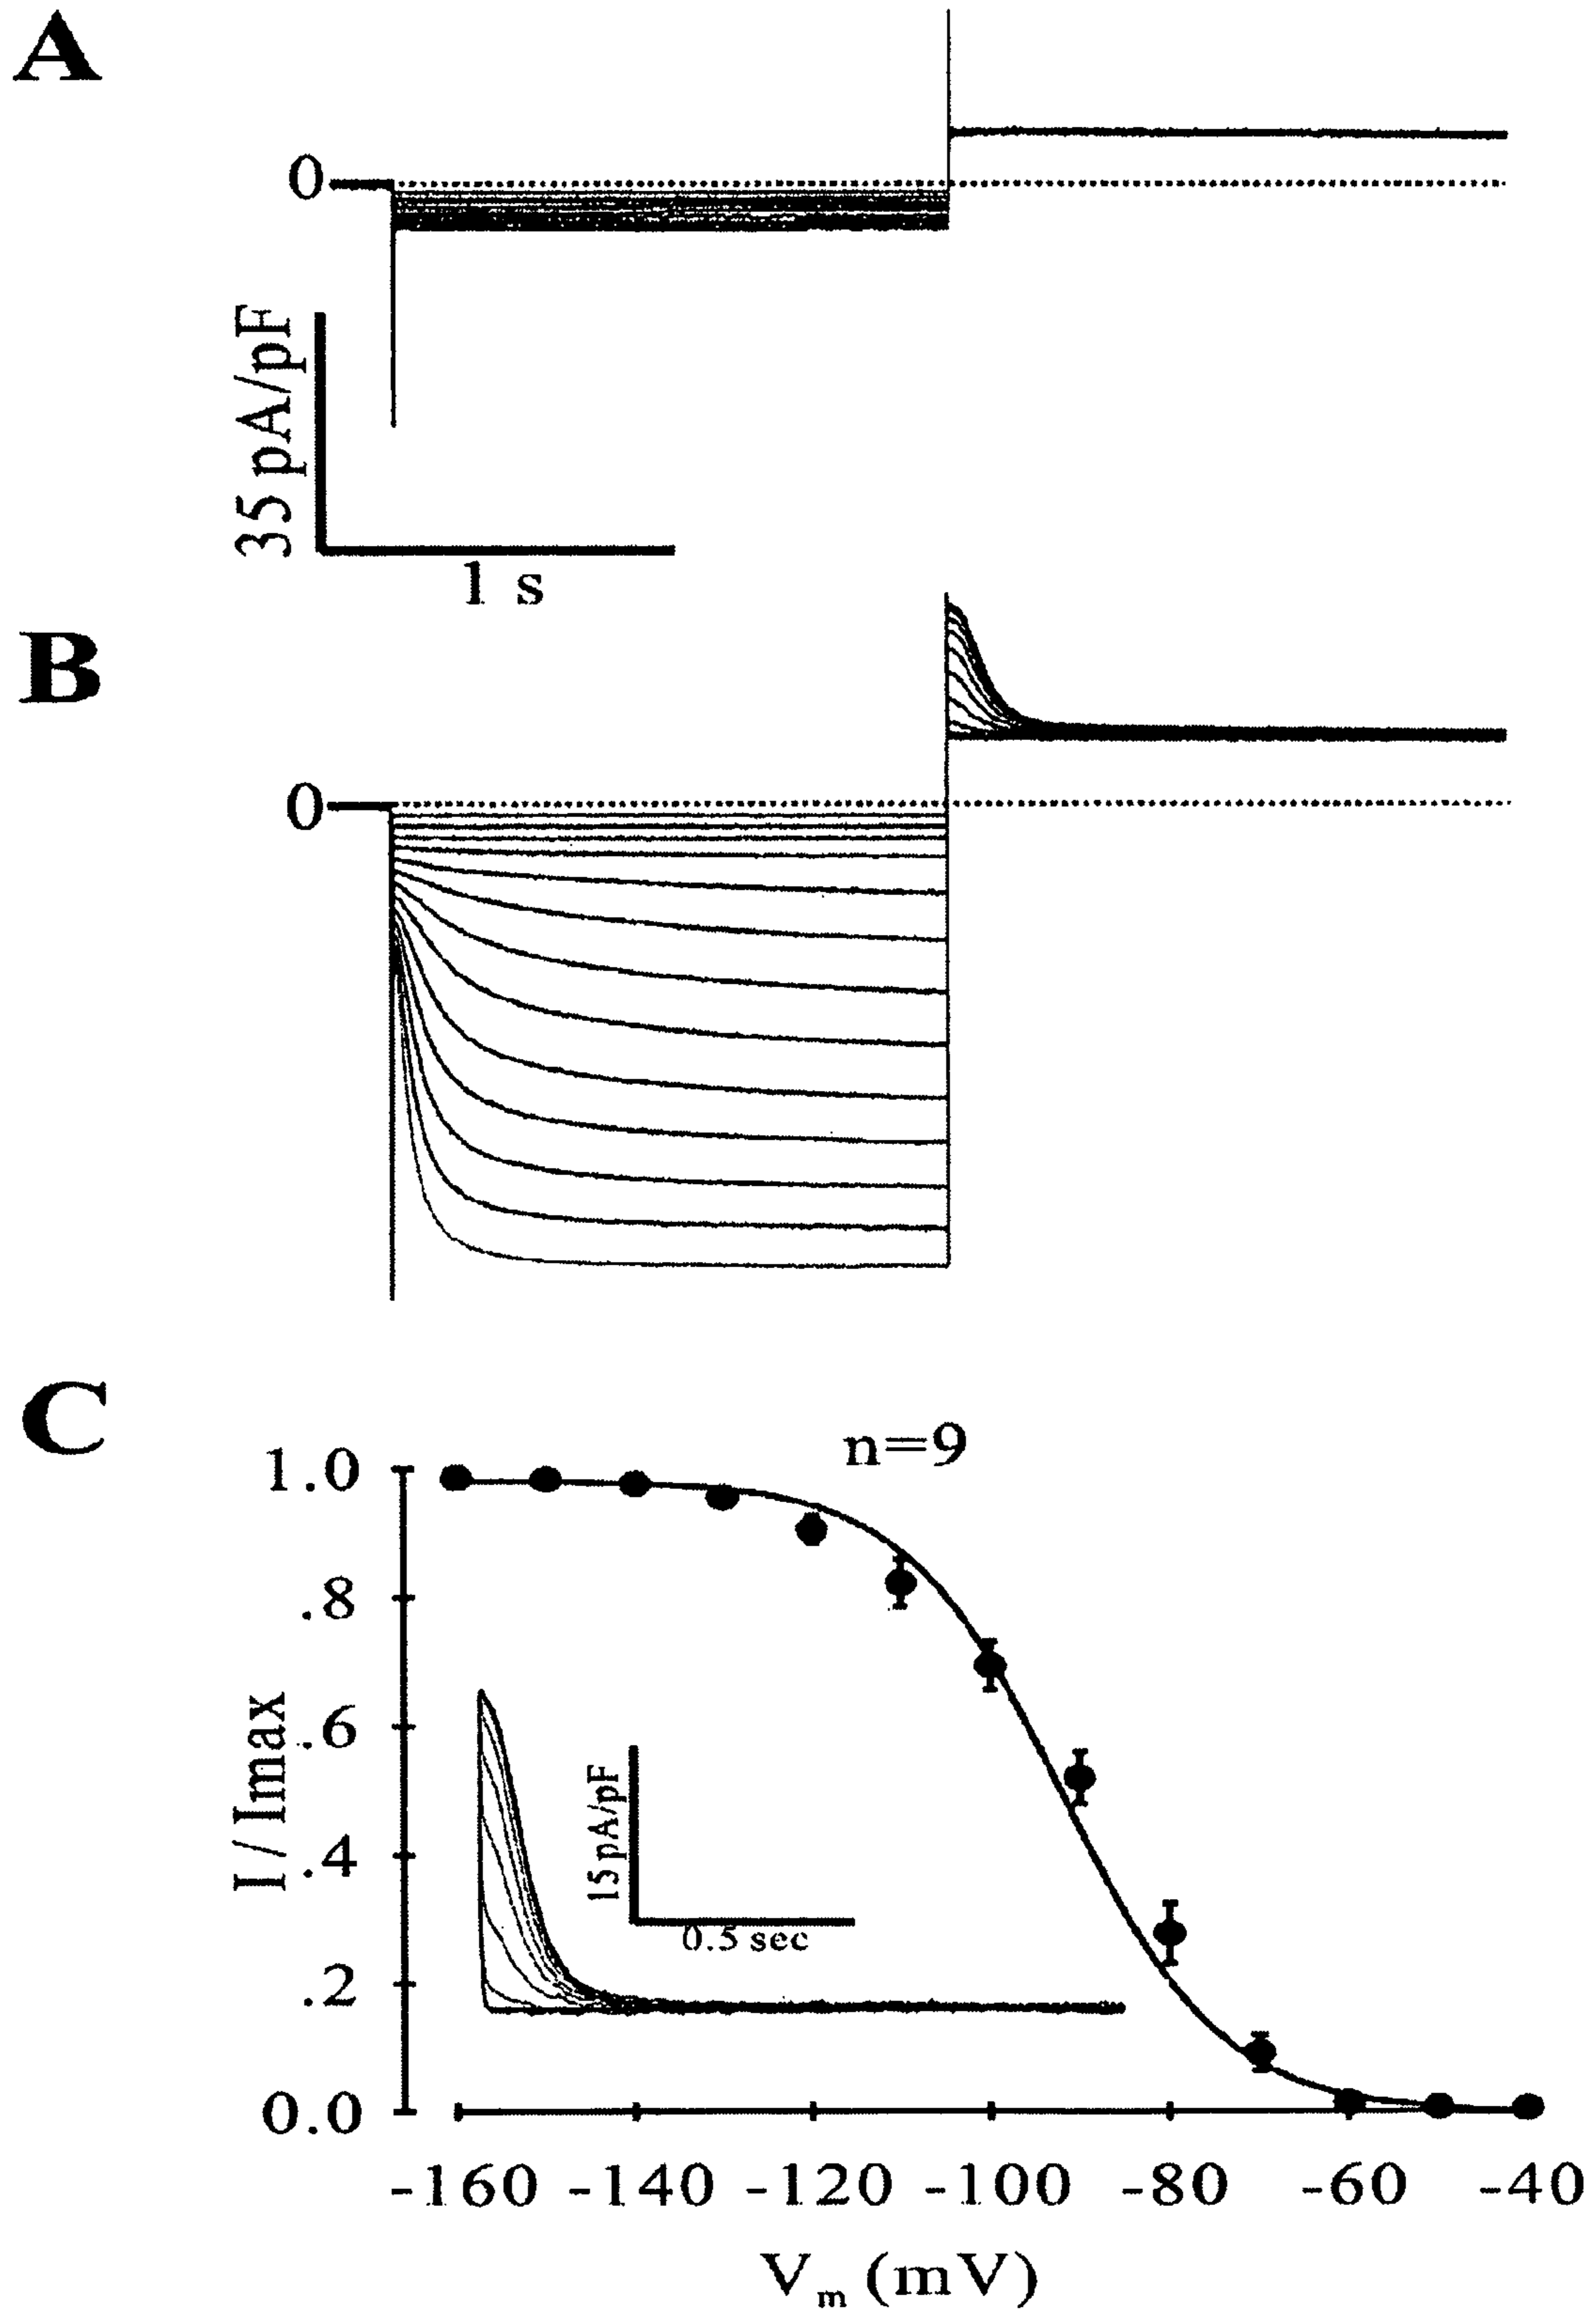 A
0
35 pA/pF
1 s
B
0
C
n=9
1.0
.8
.6
.4
.2
0.0
I / Imax
15 pA/pF
0.5 sec
-160 -140 -120 -100 -80 -60 -40
Vm (mV)